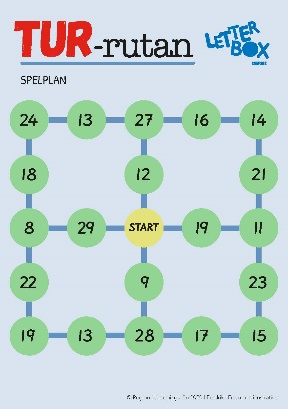 TUR-rutan
LETTER
BOX
SPELPLAN
24 13 27 16 14
18 12 21
8 29 START 19 11
22 9 23
19 13 28 17 15